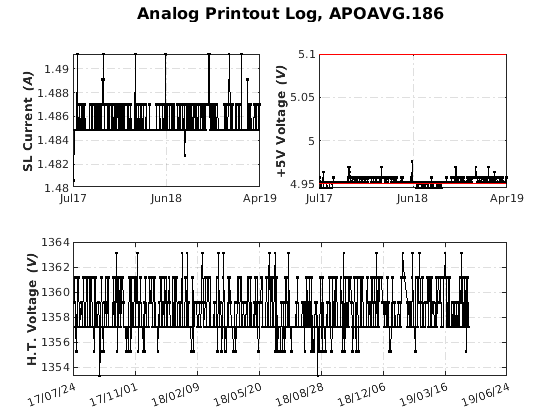 Analog Printout Log, APOAVG.186
SL Current (A)
1.49
1.488
1.486
1.484
1.482
1.48
Jul17
Jun18
Apr19
+5V Voltage (V)
5.1
5.05
5
4.95
Jul17
Jun18
Apr19
H.T. Voltage (V)
1364
1362
1360
1358
1356
1354
17/07/24
17/11/01
18/02/09
18/05/20
18/08/28
18/12/06
19/03/16
19/06/24